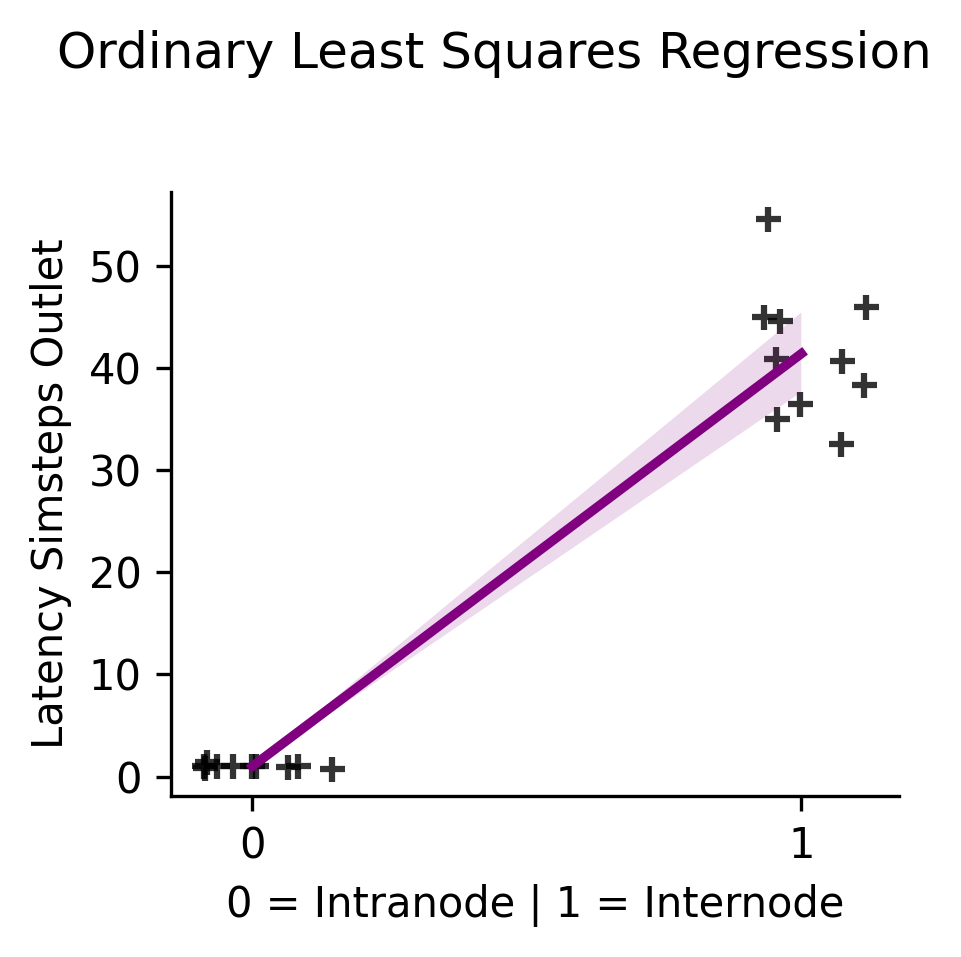 Ordinary Least Squares Regression
Latency Simsteps Outlet
50
40
30
20
10
0
0
1
0 = Intranode | 1 = Internode